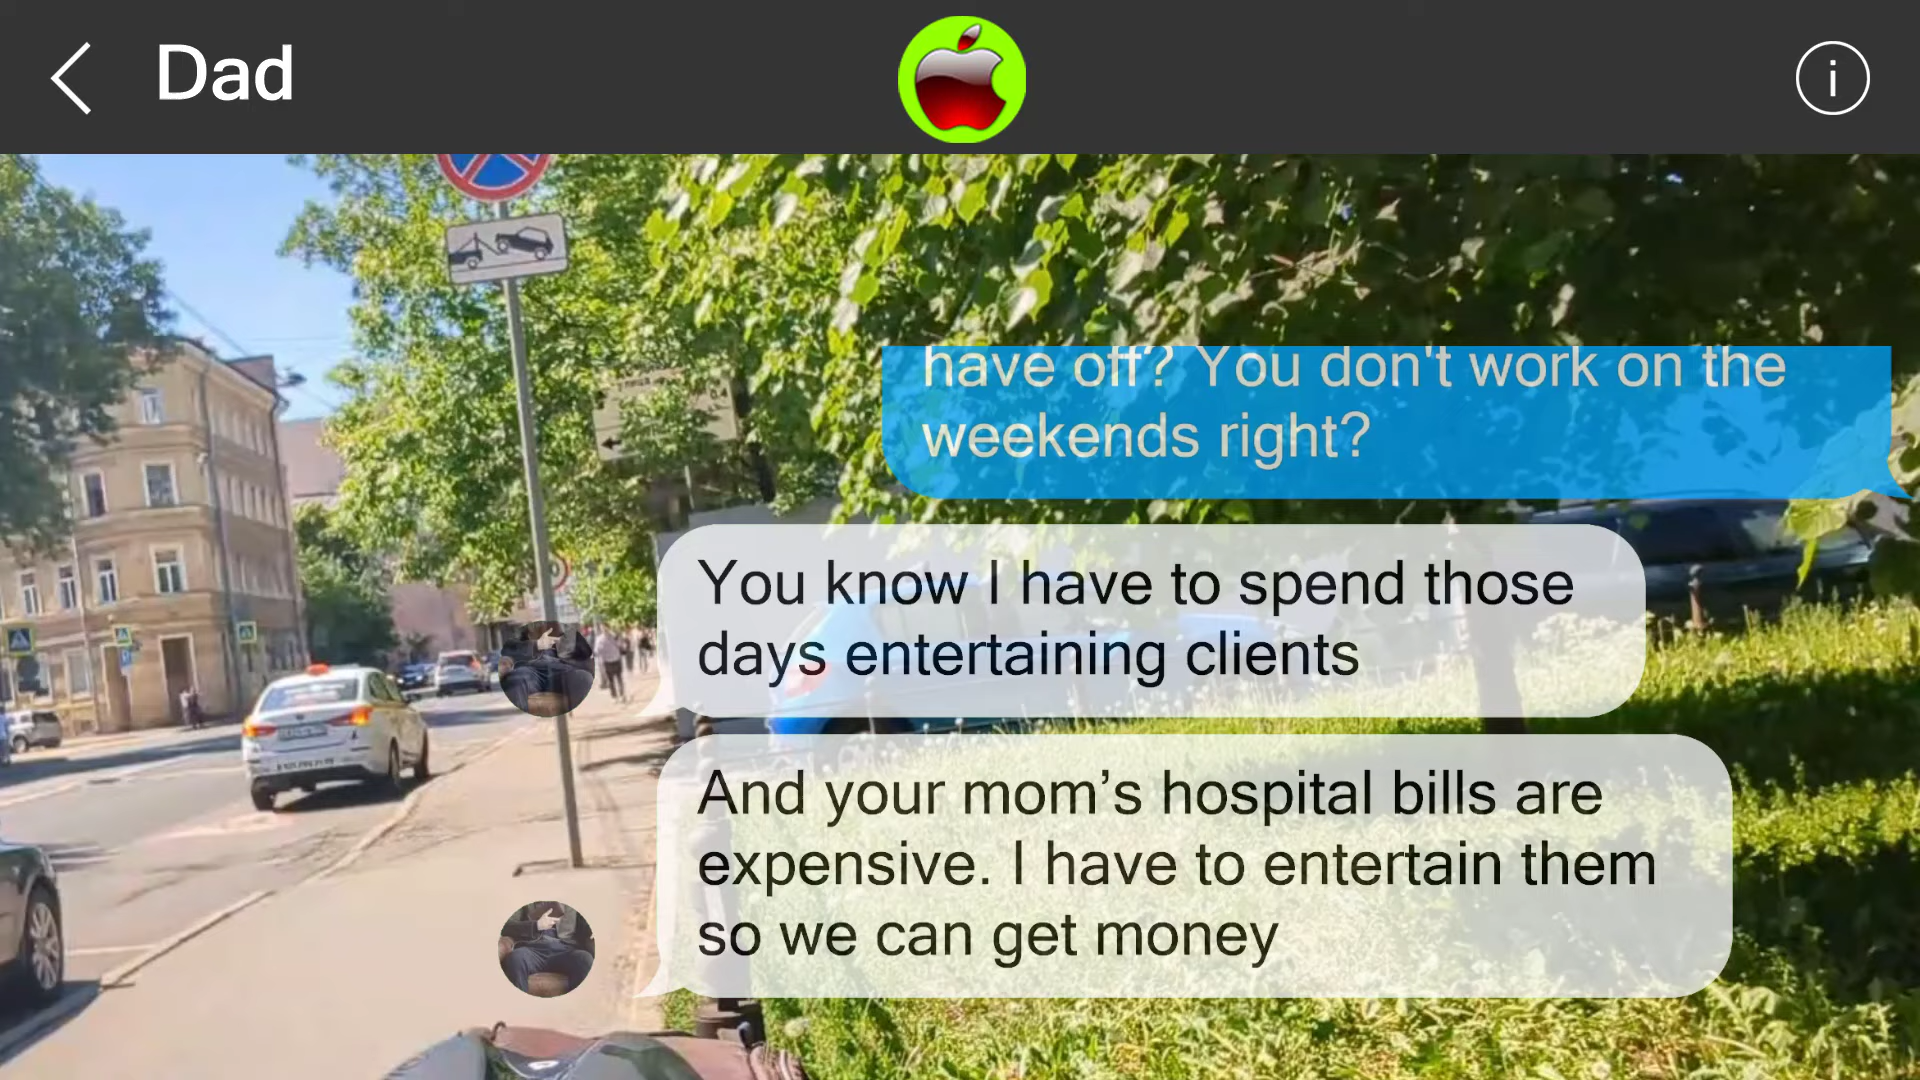 Dad
have off? You don't work on the
weekends right?
You know I have to spend those
days entertaining clients
And your mom’s hospital bills are
expensive. I have to entertain them
so we can get money